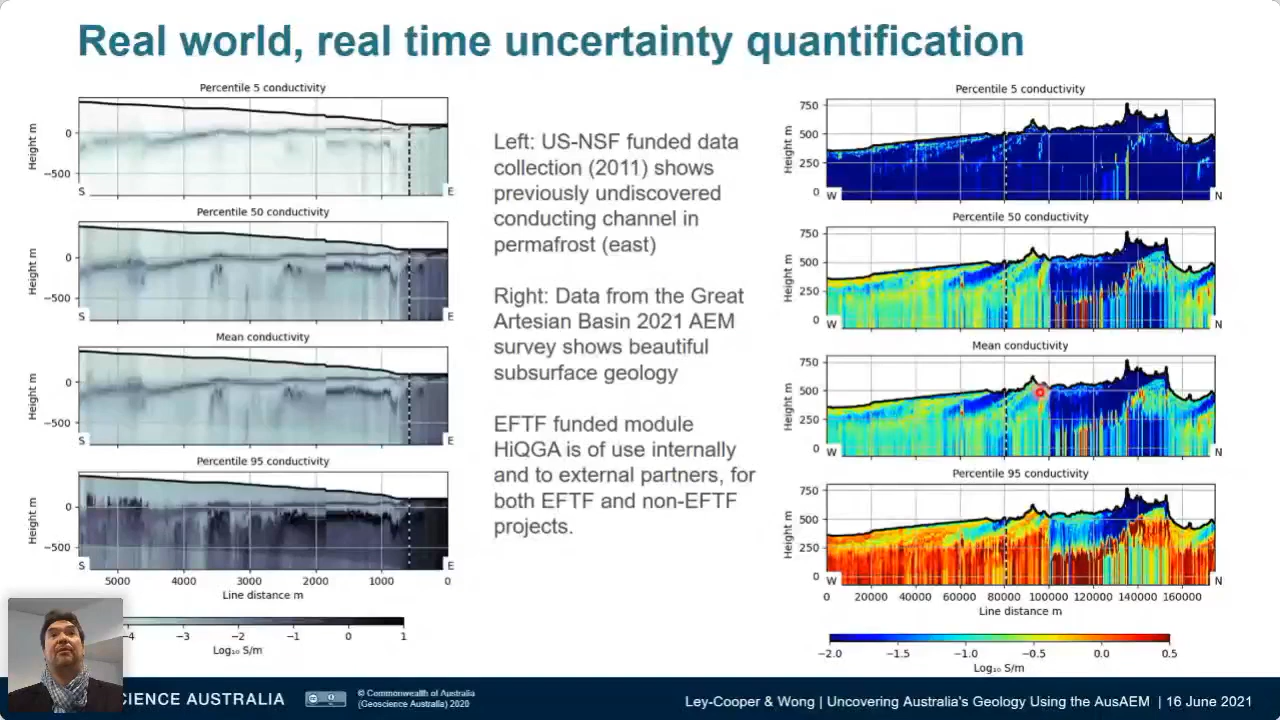 Real world, real time uncertainty quantification
Percentile 5 conductivity
Height m
0
−500
S
E
Percentile 50 conductivity
Height m
0
−500
S
E
Mean conductivity
Height m
0
−500
S
E
Percentile 95 conductivity
Height m
0
−500
S
E
5000 4000 3000 2000 1000 0
Line distance m
−4 −3 −2 −1 0 1
Log₁₀ S/m
Left: US-NSF funded data
collection (2011) shows
previously undiscovered
conducting channel in
permafrost (east)
Right: Data from the Great
Artesian Basin 2021 AEM
survey shows beautiful
subsurface geology
EFTF funded module
HiQGA is of use internally
and to external partners, for
both EFTF and non-EFTF
projects.
Percentile 5 conductivity
Height m
750
500
250
0
W
N
Percentile 50 conductivity
Height m
750
500
250
0
W
N
Mean conductivity
Height m
750
500
250
0
W
N
Percentile 95 conductivity
Height m
750
500
250
0
W
N
0 20000 40000 60000 80000 100000 120000 140000 160000
Line distance m
−2.0 −1.5 −1.0 −0.5 0.0 0.5
Log₁₀ S/m
SCIENCE AUSTRALIA
© Commonwealth of Australia
(Geoscience Australia) 2020
Ley-Cooper & Wong | Uncovering Australia's Geology Using the AusAEM | 16 June 2021